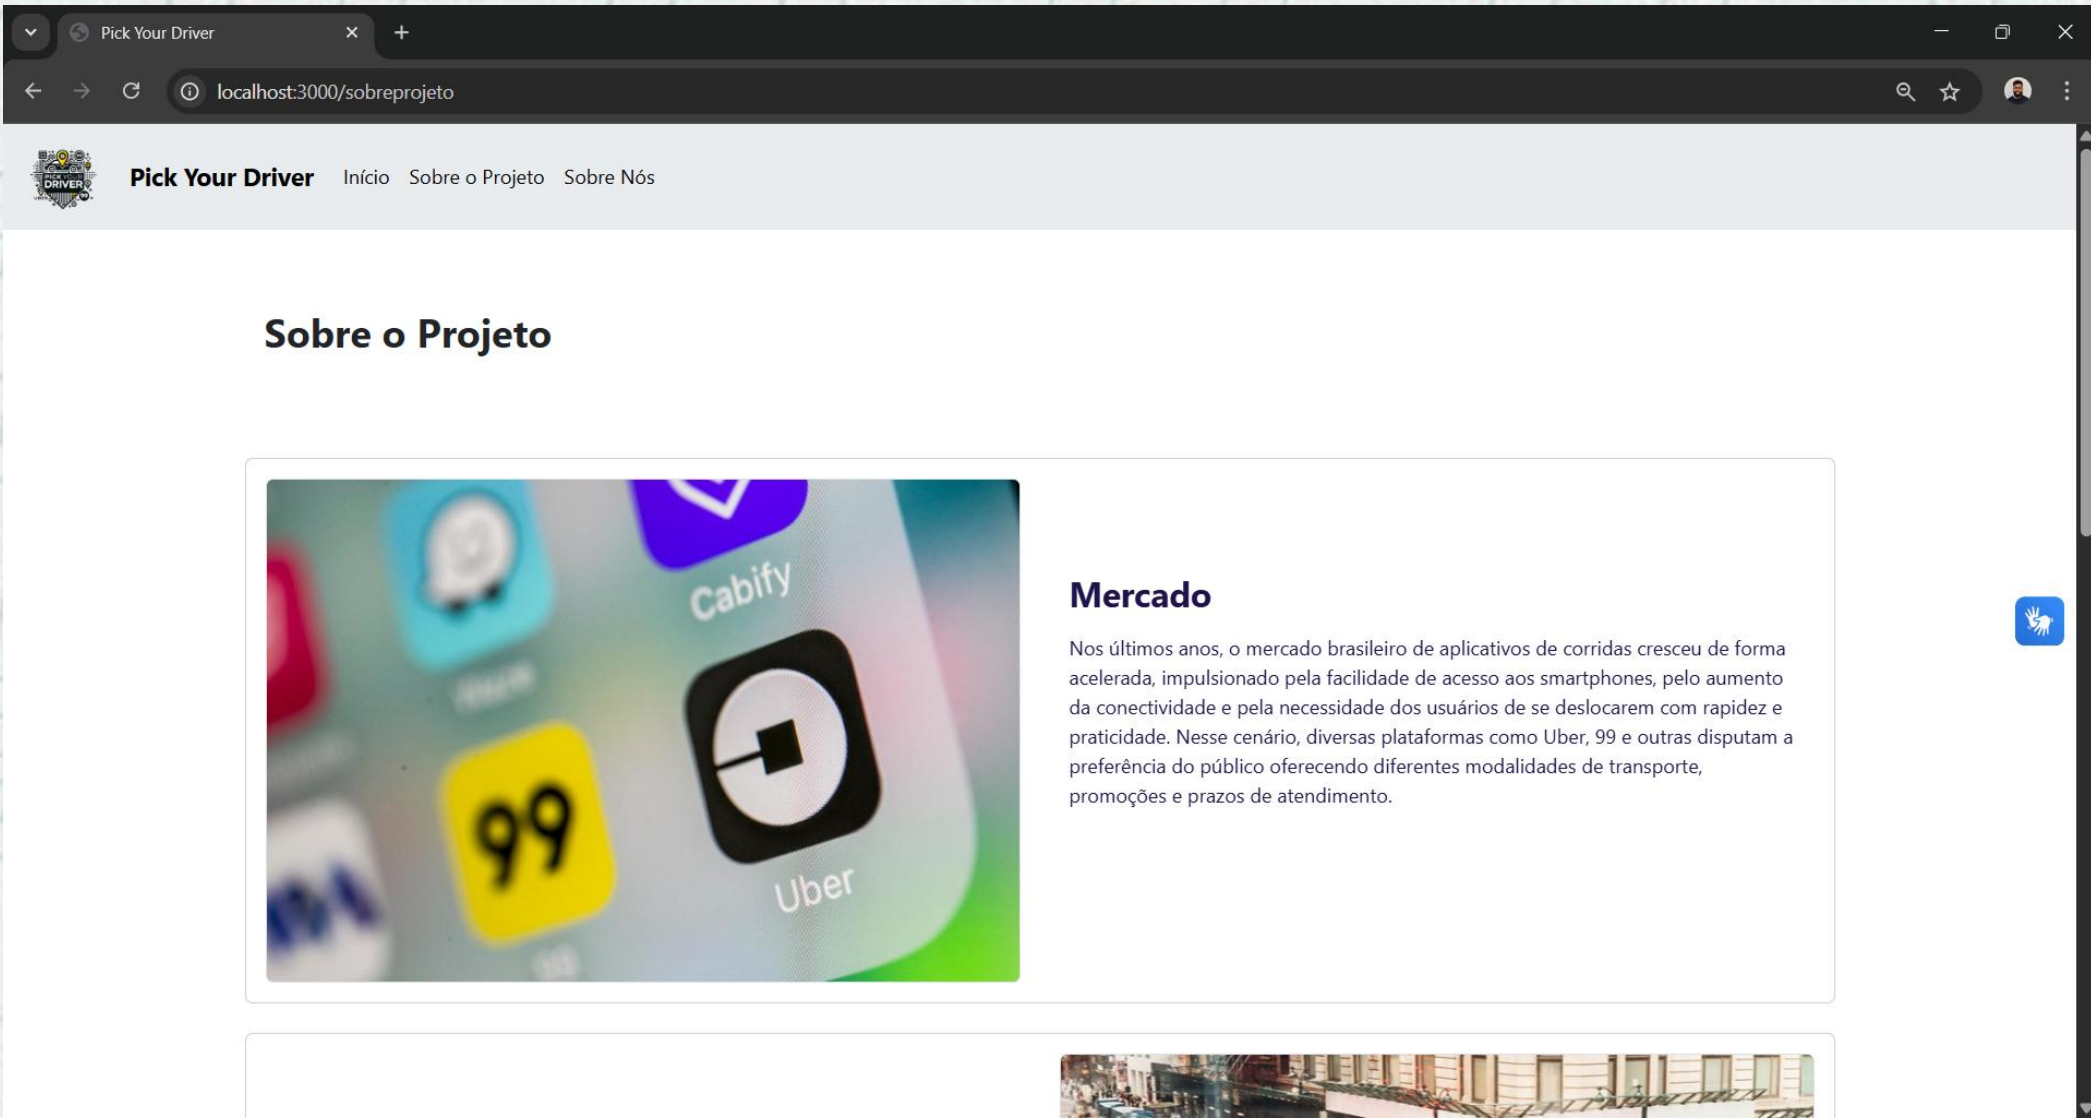 Pick Your Driver
localhost:3000/sobreprojeto
PICK YOUR
DRIVER
Pick Your Driver Início Sobre o Projeto Sobre Nós
Sobre o Projeto
Cabify
99
Uber
Mercado
Nos últimos anos, o mercado brasileiro de aplicativos de corridas cresceu de forma
acelerada, impulsionado pela facilidade de acesso aos smartphones, pelo aumento
da conectividade e pela necessidade dos usuários de se deslocarem com rapidez e
praticidade. Nesse cenário, diversas plataformas como Uber, 99 e outras disputam a
preferência do público oferecendo diferentes modalidades de transporte,
promoções e prazos de atendimento.